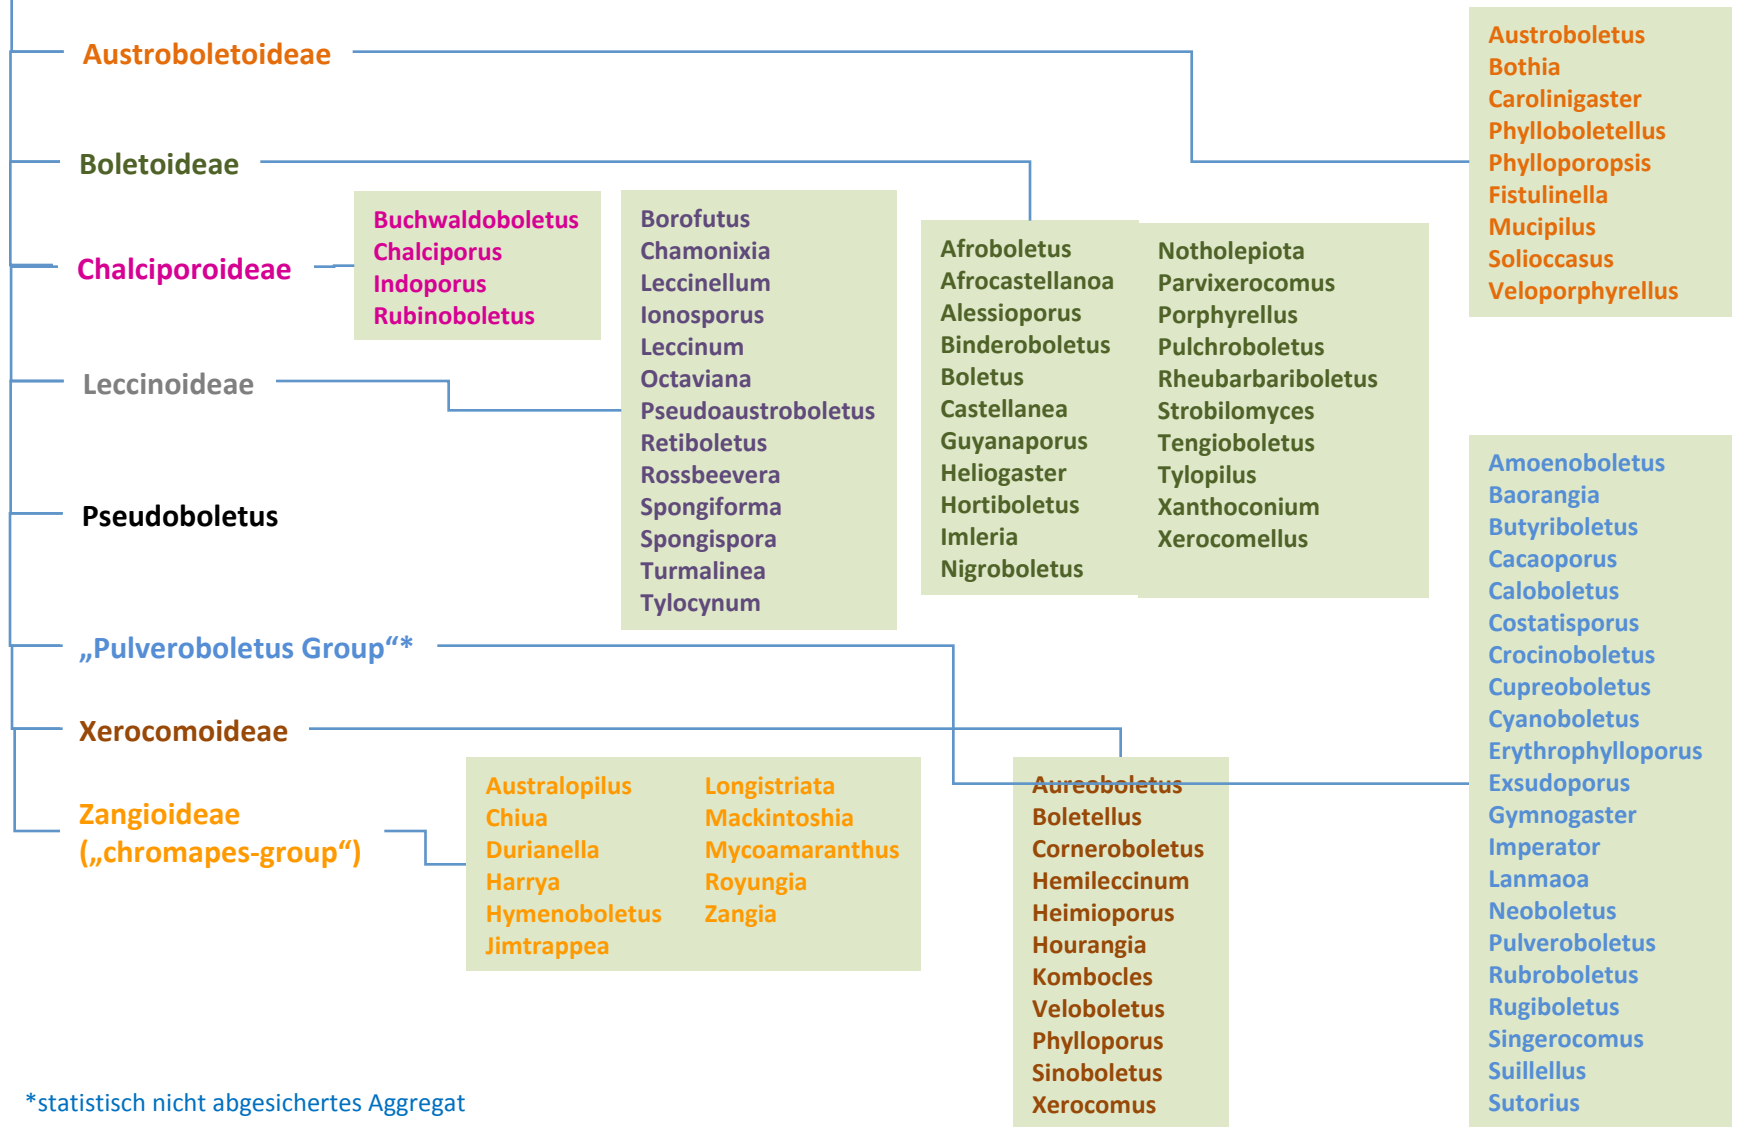 Austroboletoideae
Austroboletus
Bothia
Carolinigaster
Phylloboletellus
Phylloporopsis
Fistulinella
Mucipilus
Solioccasus
Veloporphyrellus
Boletoideae
Afroboletus
Afrocastellanoa
Alessioporus
Binderoboletus
Boletus
Castellanea
Guyanaporus
Heliogaster
Hortiboletus
Imleria
Nigroboletus
Notholepiota
Parvixerocomus
Porphyrellus
Pulchroboletus
Rheubarbariboletus
Strobilomyces
Tengioboletus
Tylopilus
Xanthoconium
Xerocomellus
Chalciporoideae
Buchwaldoboletus
Chalciporus
Indoporus
Rubinoboletus
Leccinoideae
Borofutus
Chamonixia
Leccinellum
Ionosporus
Leccinum
Octaviana
Pseudoaustroboletus
Retiboletus
Rossbeevera
Spongiforma
Spongispora
Turmalinea
Tylocynum
Pseudoboletus
„Pulveroboletus Group“*
Amoenoboletus
Baorangia
Butyriboletus
Cacaoporus
Caloboletus
Costatisporus
Crocinoboletus
Cupreoboletus
Cyanoboletus
Erythrophylloporus
Exsudoporus
Gymnogaster
Imperator
Lanmaoa
Neoboletus
Pulveroboletus
Rubroboletus
Rugiboletus
Singerocomus
Suillellus
Sutorius
Xerocomoideae
Aureoboletus
Boletellus
Corneroboletus
Hemileccinum
Heimioporus
Hourangia
Kombocles
Veloboletus
Phylloporus
Sinoboletus
Xerocomus
Zangioideae
(„chromapes-group“)
Australopilus
Chiua
Durianella
Harrya
Hymenoboletus
Jimtrappea
Longistriata
Mackintoshia
Mycoamaranthus
Royungia
Zangia
*statistisch nicht abgesichertes Aggregat